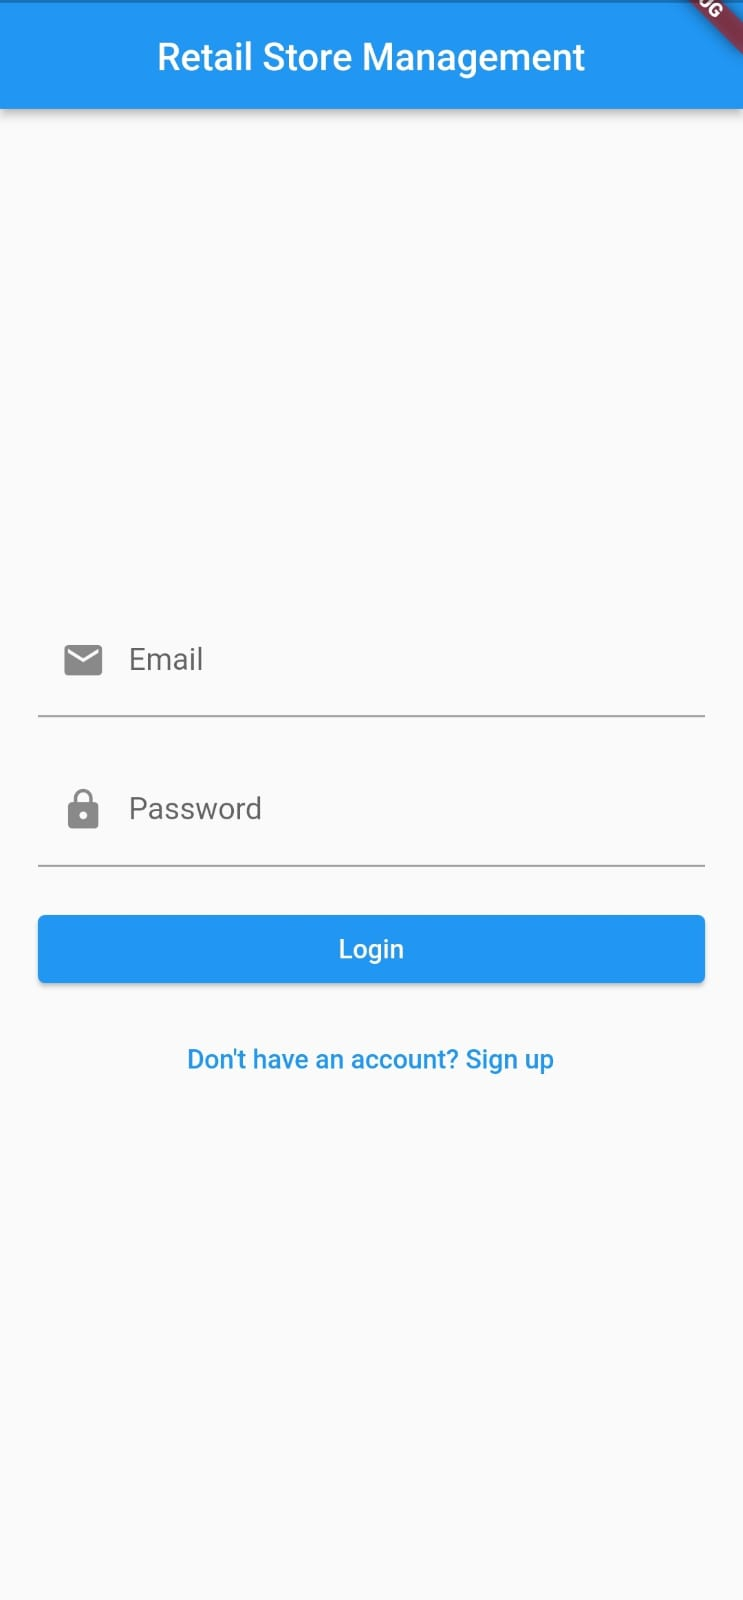 Retail Store Management
Email
Password
Login
Don't have an account? Sign up